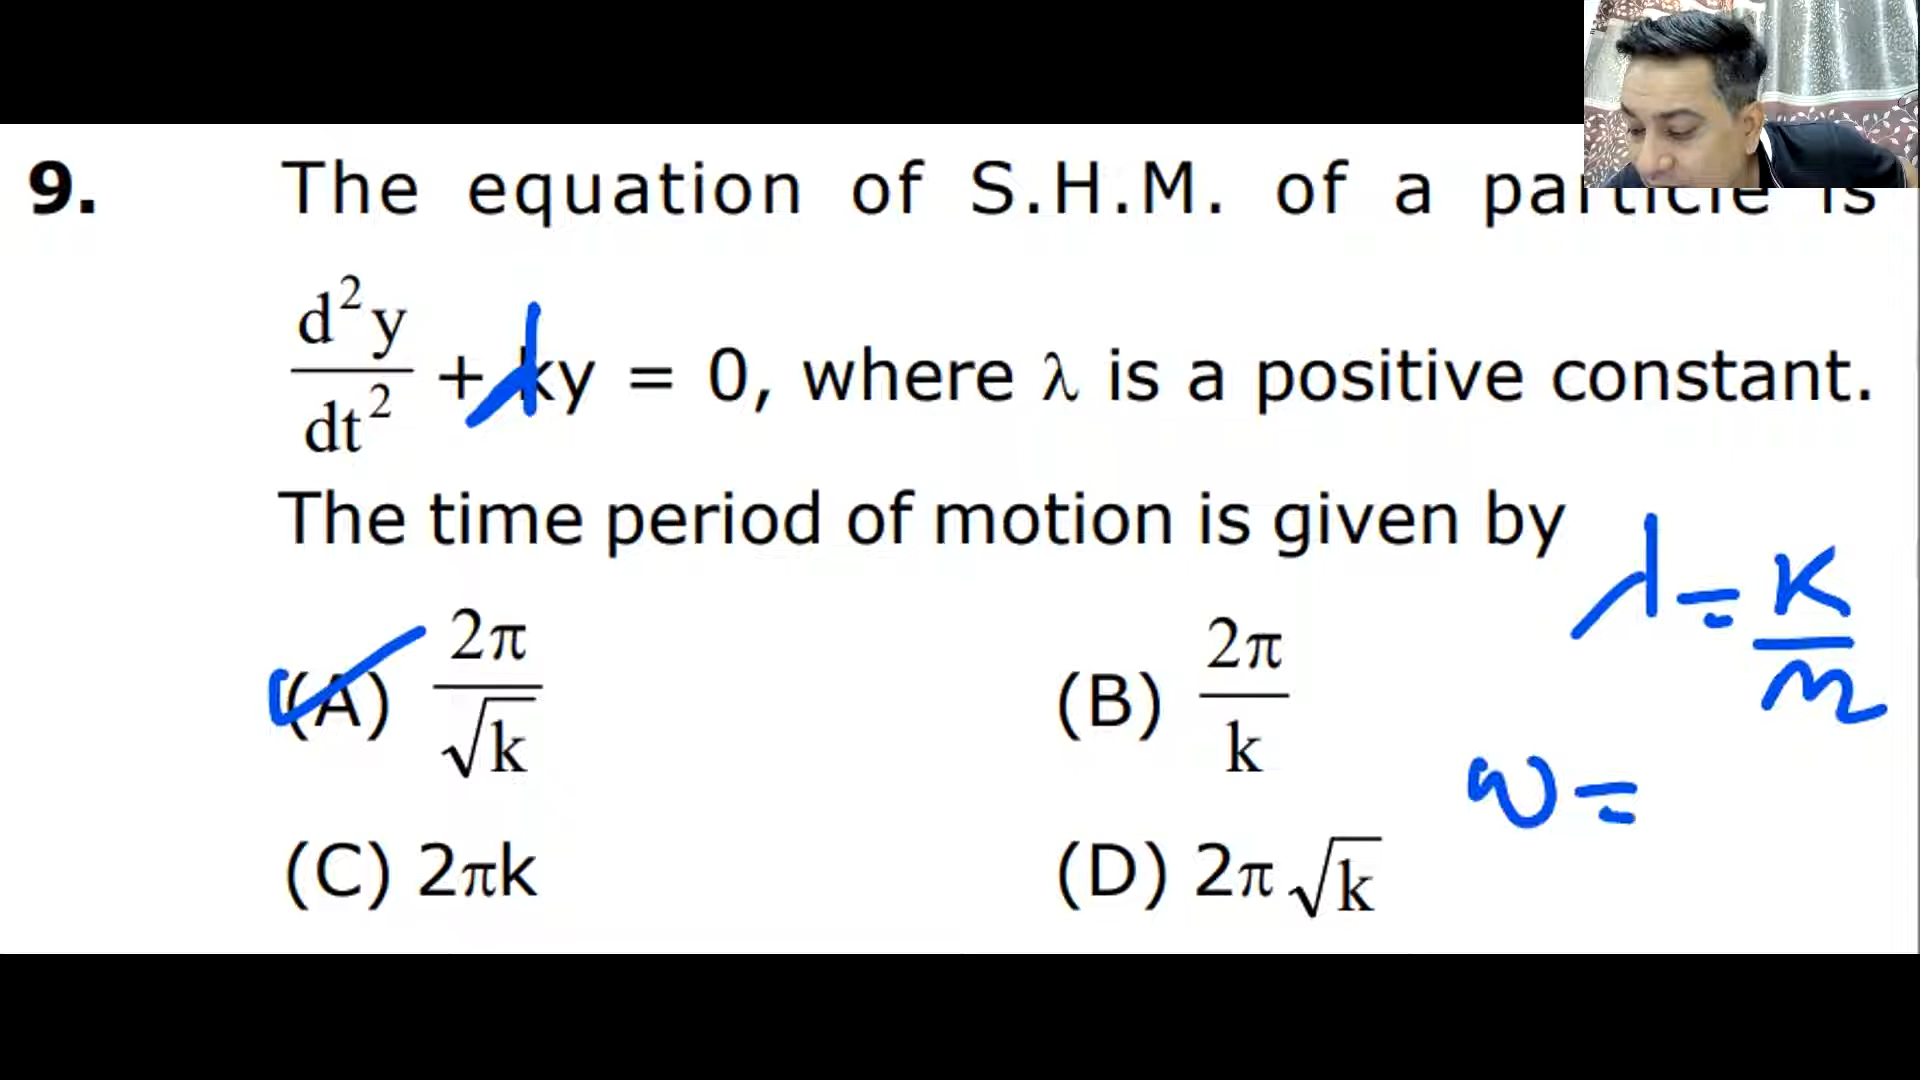 9. The equation of S.H.M. of a particle is
d²y/dt² + ky = 0, where λ is a positive constant.
The time period of motion is given by
(A) 2π/√k (B) 2π/k
(C) 2πk (D) 2π√k
λ = K/m
ω =